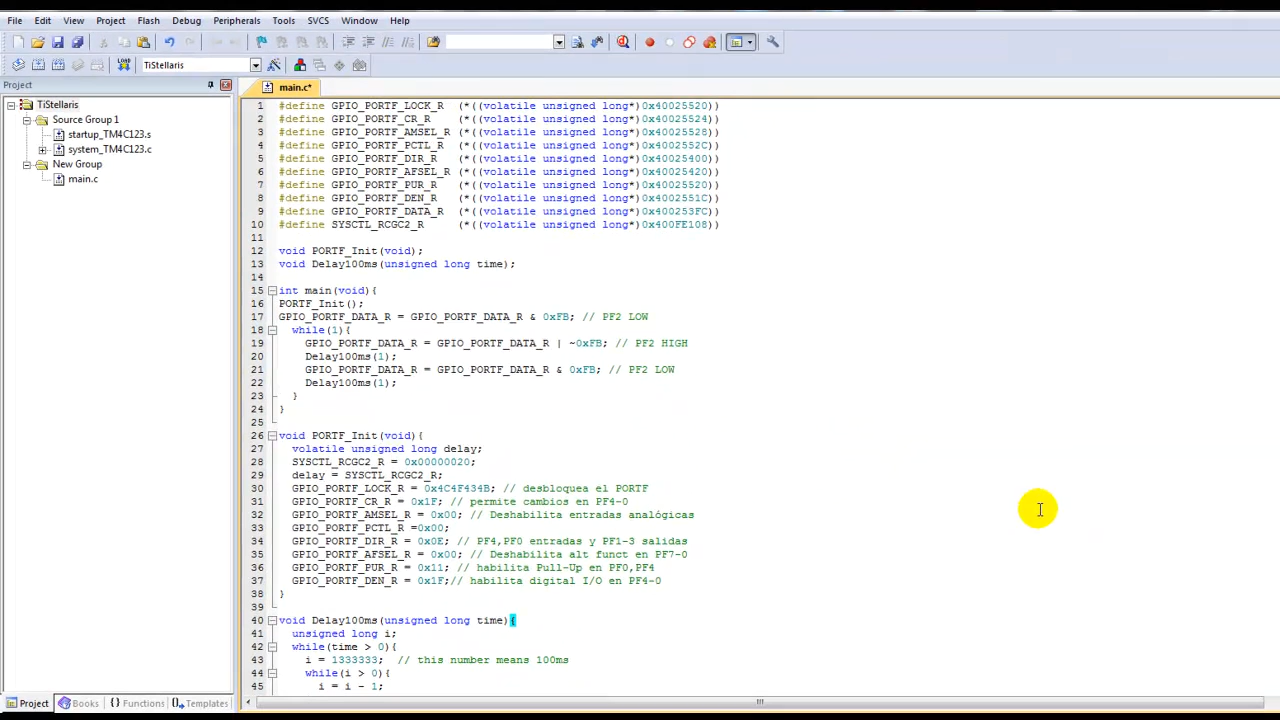 File Edit View Project Flash Debug Peripherals Tools SVCS Window Help
LOAD TiStellaris
Project
main.c*
TiStellaris
Source Group 1
startup_TM4C123.s
system_TM4C123.c
New Group
main.c
1 #define GPIO_PORTF_LOCK_R (*((volatile unsigned long*)0x40025520))
2 #define GPIO_PORTF_CR_R (*((volatile unsigned long*)0x40025524))
3 #define GPIO_PORTF_AMSEL_R (*((volatile unsigned long*)0x40025528))
4 #define GPIO_PORTF_PCTL_R (*((volatile unsigned long*)0x4002552C))
5 #define GPIO_PORTF_DIR_R (*((volatile unsigned long*)0x40025400))
6 #define GPIO_PORTF_AFSEL_R (*((volatile unsigned long*)0x40025420))
7 #define GPIO_PORTF_PUR_R (*((volatile unsigned long*)0x40025520))
8 #define GPIO_PORTF_DEN_R (*((volatile unsigned long*)0x4002551C))
9 #define GPIO_PORTF_DATA_R (*((volatile unsigned long*)0x400253FC))
10 #define SYSCTL_RCGC2_R (*((volatile unsigned long*)0x400FE108))
11
12 void PORTF_Init(void);
13 void Delay100ms(unsigned long time);
14
15 int main(void){
16 PORTF_Init();
17 GPIO_PORTF_DATA_R = GPIO_PORTF_DATA_R & 0xFB; // PF2 LOW
18 while(1){
19 GPIO_PORTF_DATA_R = GPIO_PORTF_DATA_R | ~0xFB; // PF2 HIGH
20 Delay100ms(1);
21 GPIO_PORTF_DATA_R = GPIO_PORTF_DATA_R & 0xFB; // PF2 LOW
22 Delay100ms(1);
23 }
24 }
25
26 void PORTF_Init(void){
27 volatile unsigned long delay;
28 SYSCTL_RCGC2_R = 0x00000020;
29 delay = SYSCTL_RCGC2_R;
30 GPIO_PORTF_LOCK_R = 0x4C4F434B; // desbloquea el PORTF
31 GPIO_PORTF_CR_R = 0x1F; // permite cambios en PF4-0
32 GPIO_PORTF_AMSEL_R = 0x00; // Deshabilita entradas analógicas
33 GPIO_PORTF_PCTL_R =0x00;
34 GPIO_PORTF_DIR_R = 0x0E; // PF4,PF0 entradas y PF1-3 salidas
35 GPIO_PORTF_AFSEL_R = 0x00; // Deshabilita alt funct en PF7-0
36 GPIO_PORTF_PUR_R = 0x11; // habilita Pull-Up en PF0,PF4
37 GPIO_PORTF_DEN_R = 0x1F;// habilita digital I/O en PF4-0
38 }
39
40 void Delay100ms(unsigned long time){
41 unsigned long i;
42 while(time > 0){
43 i = 1333333; // this number means 100ms
44 while(i > 0){
45 i = i - 1;
Project Books Functions Templates